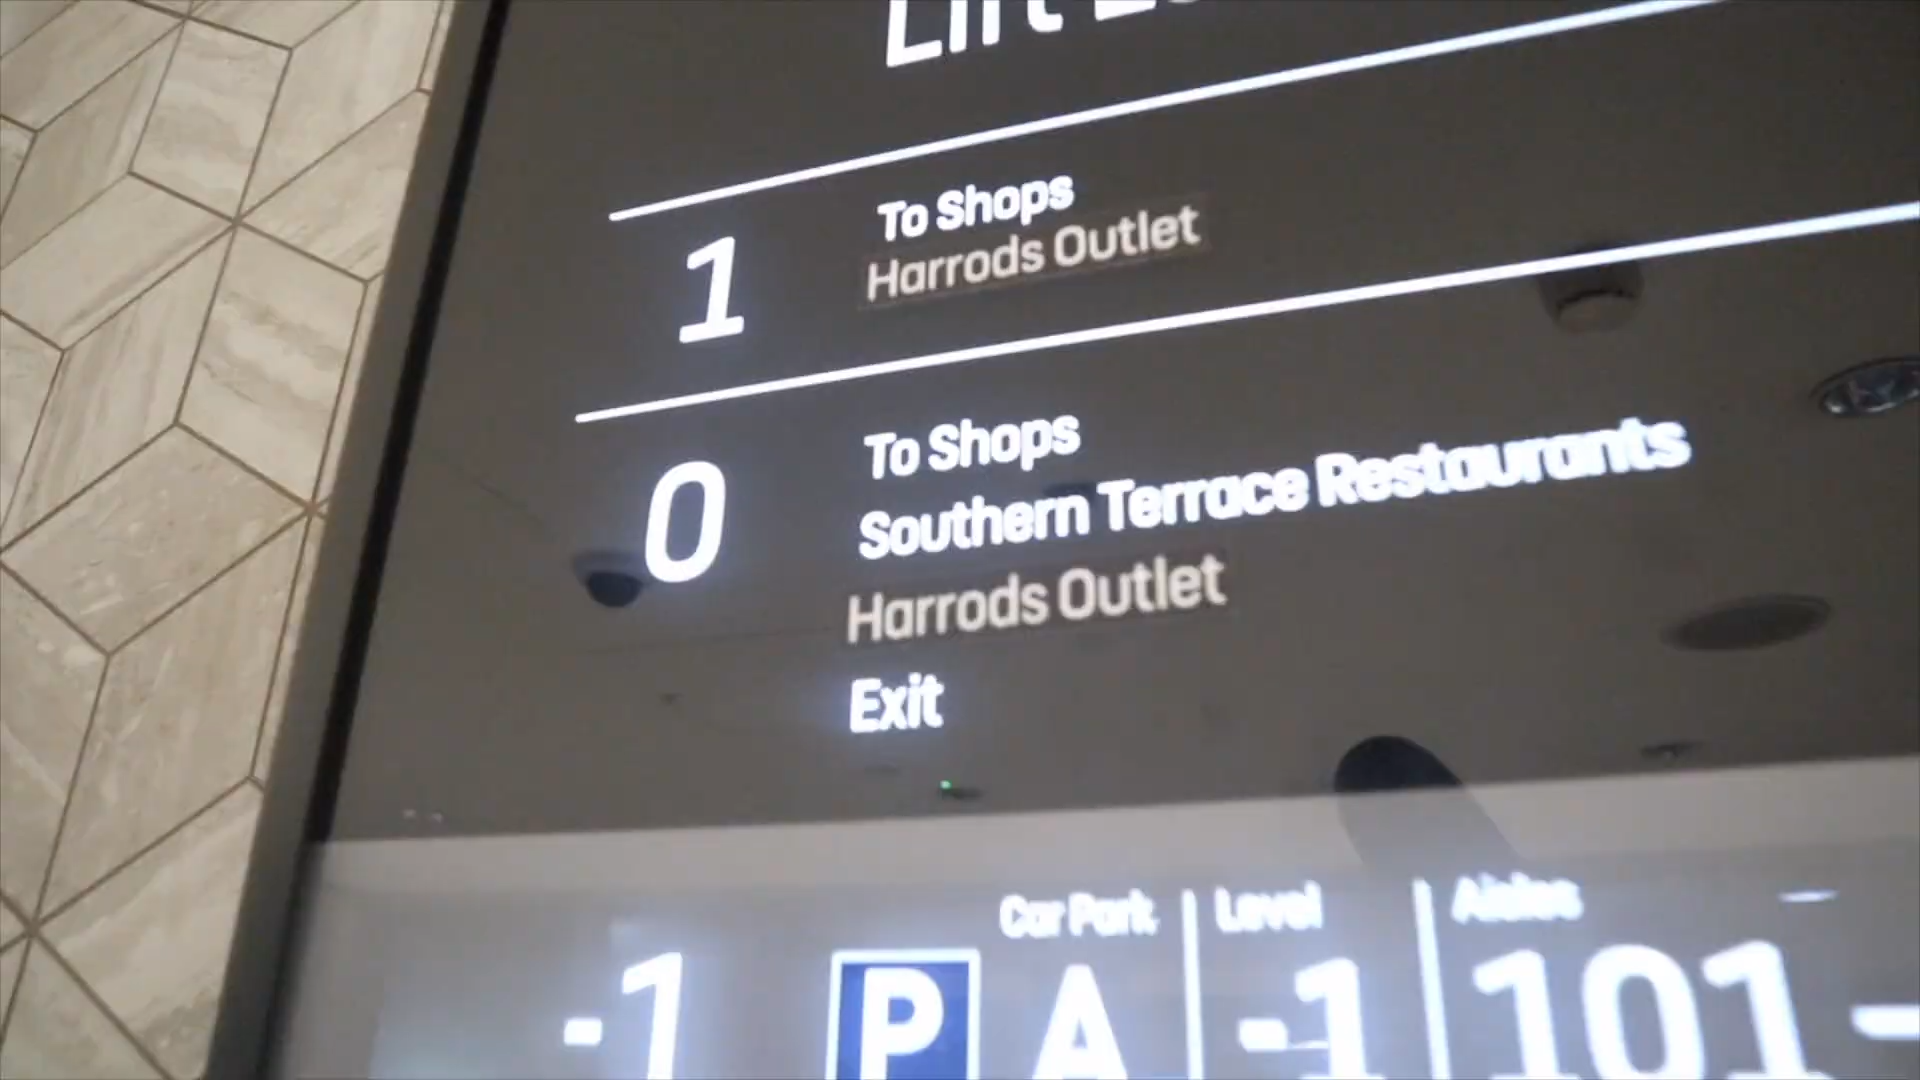 Lift
1
To Shops
Harrods Outlet
0
To Shops
Southern Terrace Restaurants
Harrods Outlet
Exit
Car Park
Level
Aisles
-1
P
A
-1
101